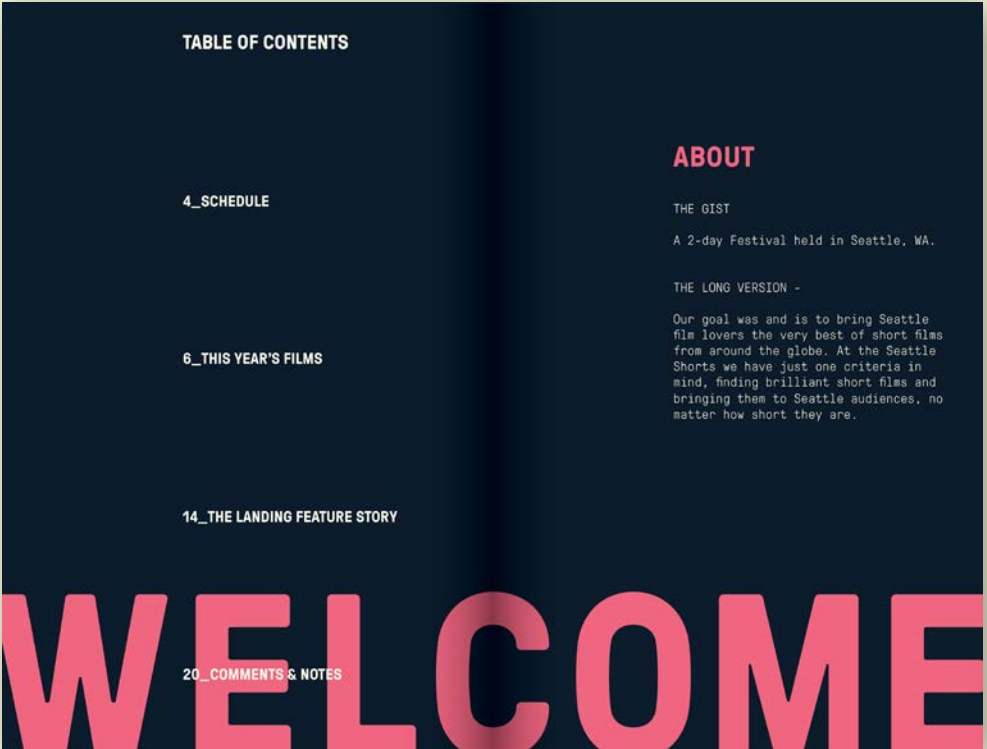 TABLE OF CONTENTS
4_SCHEDULE
6_THIS YEAR'S FILMS
14_THE LANDING FEATURE STORY
20_COMMENTS & NOTES
ABOUT
THE GIST
A 2-day Festival held in Seattle, WA.
THE LONG VERSION -
Our goal was and is to bring Seattle
film lovers the very best of short films
from around the globe. At the Seattle
Shorts we have just one criteria in
mind, finding brilliant short films and
bringing them to Seattle audiences, no
matter how short they are.
WELCOME